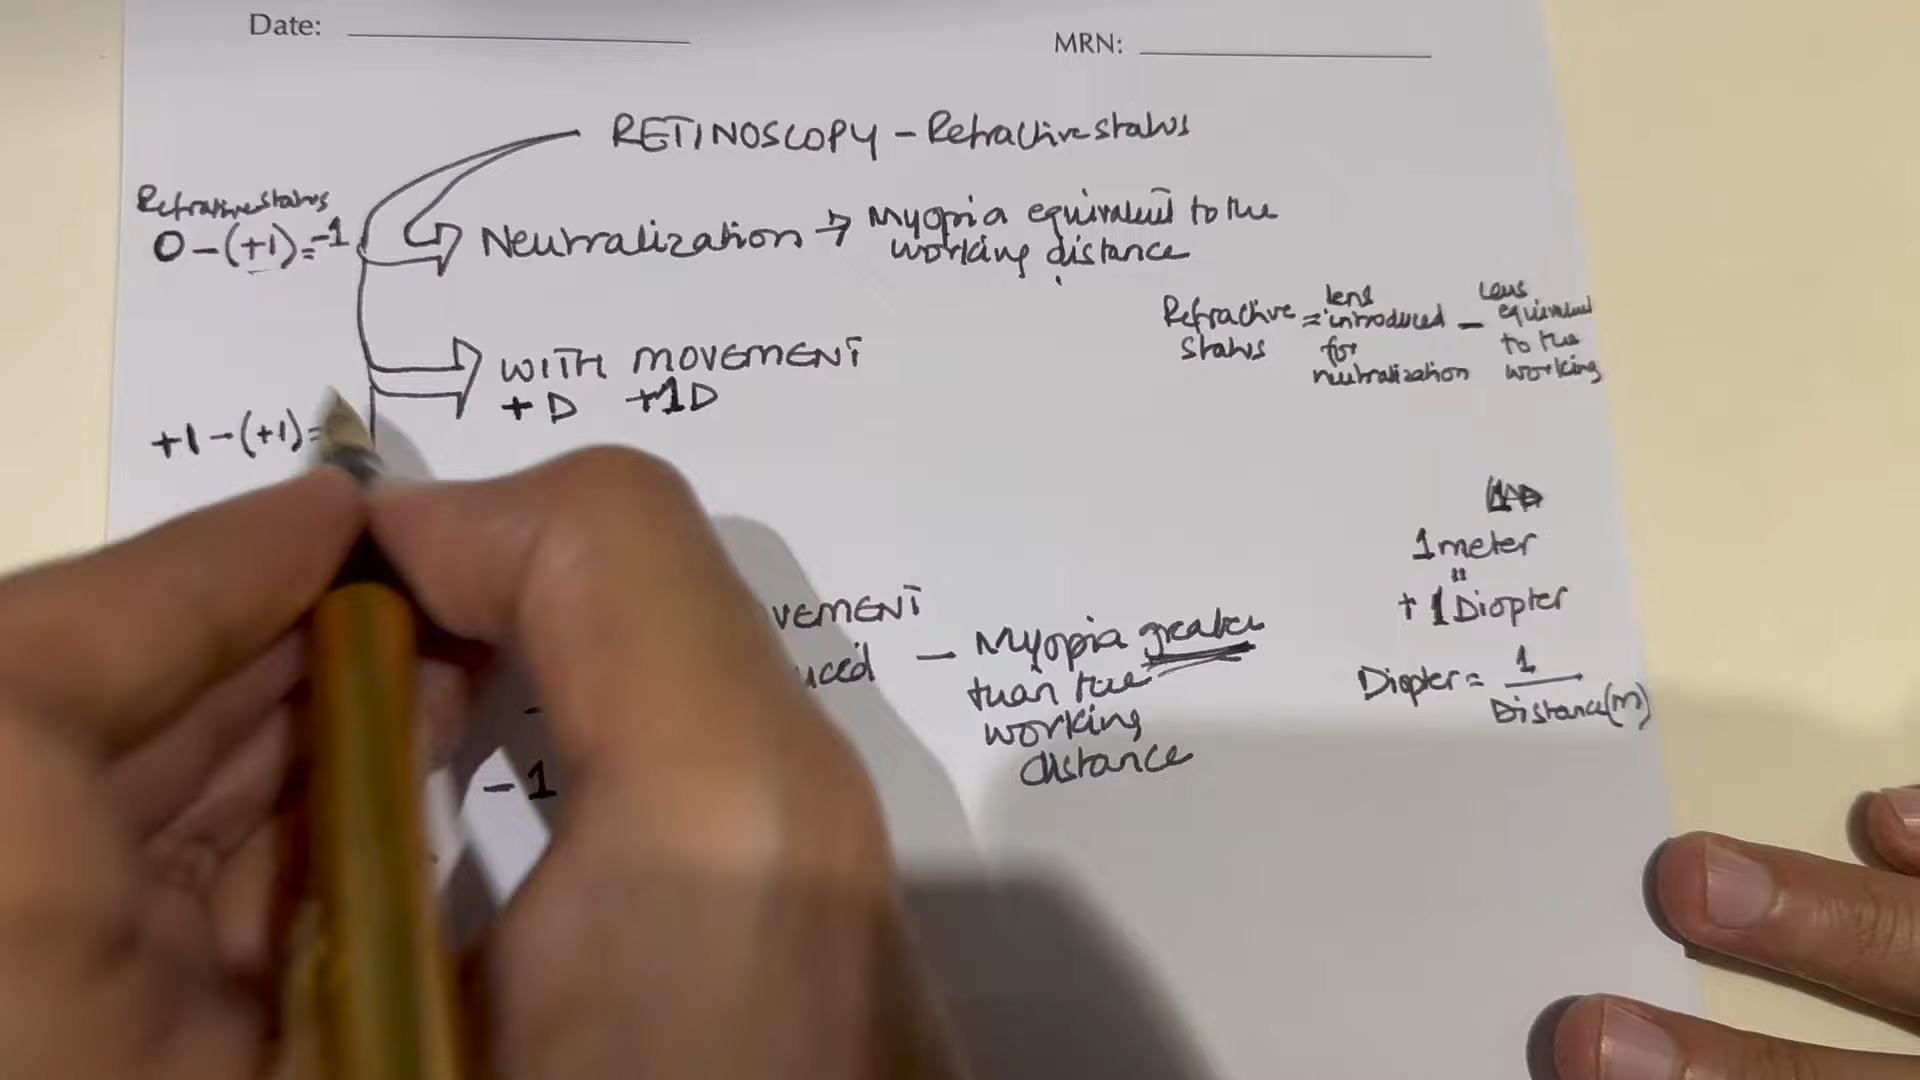 Date:
MRN:
RETINOSCOPY - Refractive status
Refractive status
0 - (+1) = -1
Neutralization → Myopia equivalent to the
working distance
Refractive = lens introduced - Lens equivalent
status for neutralization to the working
WITH MOVEMENT
+ D +1D
+1 - (+1) =
1 meter
=
+ 1 Diopter
VEMENT
uced - Myopia greater
than the
working
distance
Diopter = 1
Distance (m)
-
- 1